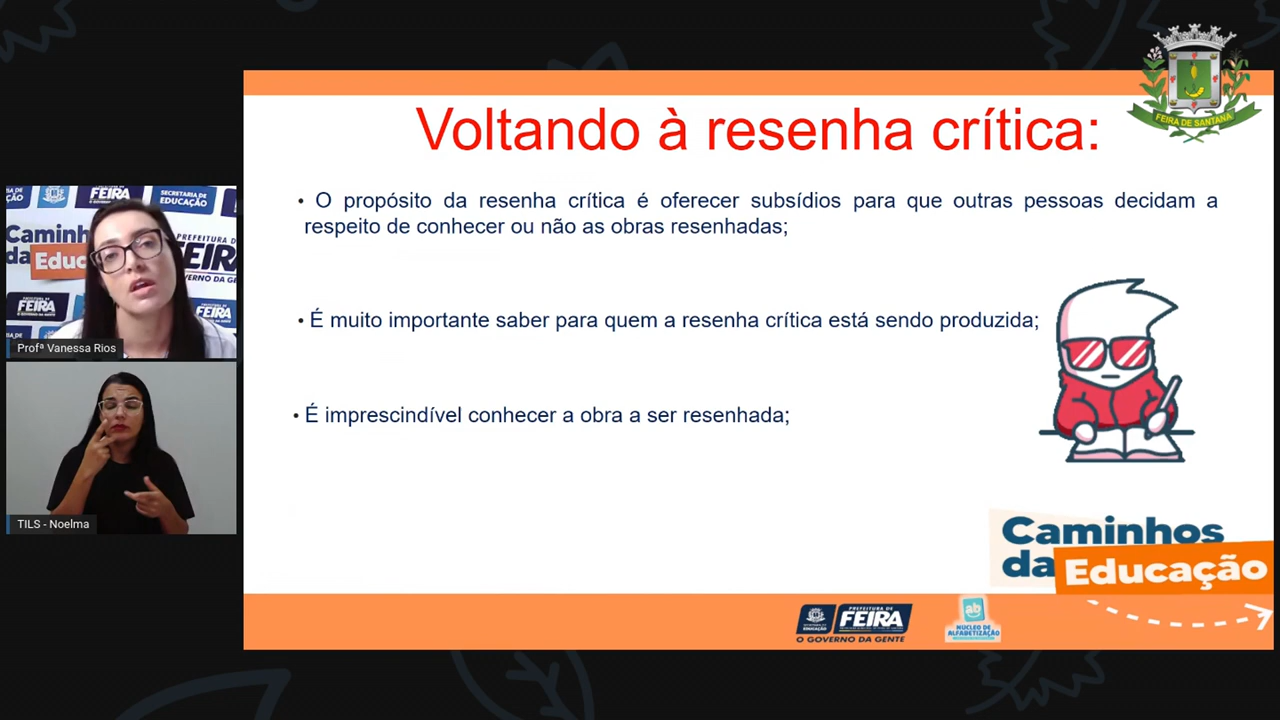 FEIRA DE SANTANA
Voltando à resenha crítica:
• O propósito da resenha crítica é oferecer subsídios para que outras pessoas decidam a
respeito de conhecer ou não as obras resenhadas;
• É muito importante saber para quem a resenha crítica está sendo produzida;
• É imprescindível conhecer a obra a ser resenhada;
FEIRA
SECRETARIA DE
EDUCAÇÃO
Caminh
da Educ
PREFEITURA D
FEIRA
GOVERNO DA GENTE
FEIRA
FEIRA
Profª Vanessa Rios
TILS - Noelma
Caminhos
da Educação
PREFEITURA DE
FEIRA
O GOVERNO DA GENTE
ab
NÚCLEO DE
ALFABETIZAÇÃO